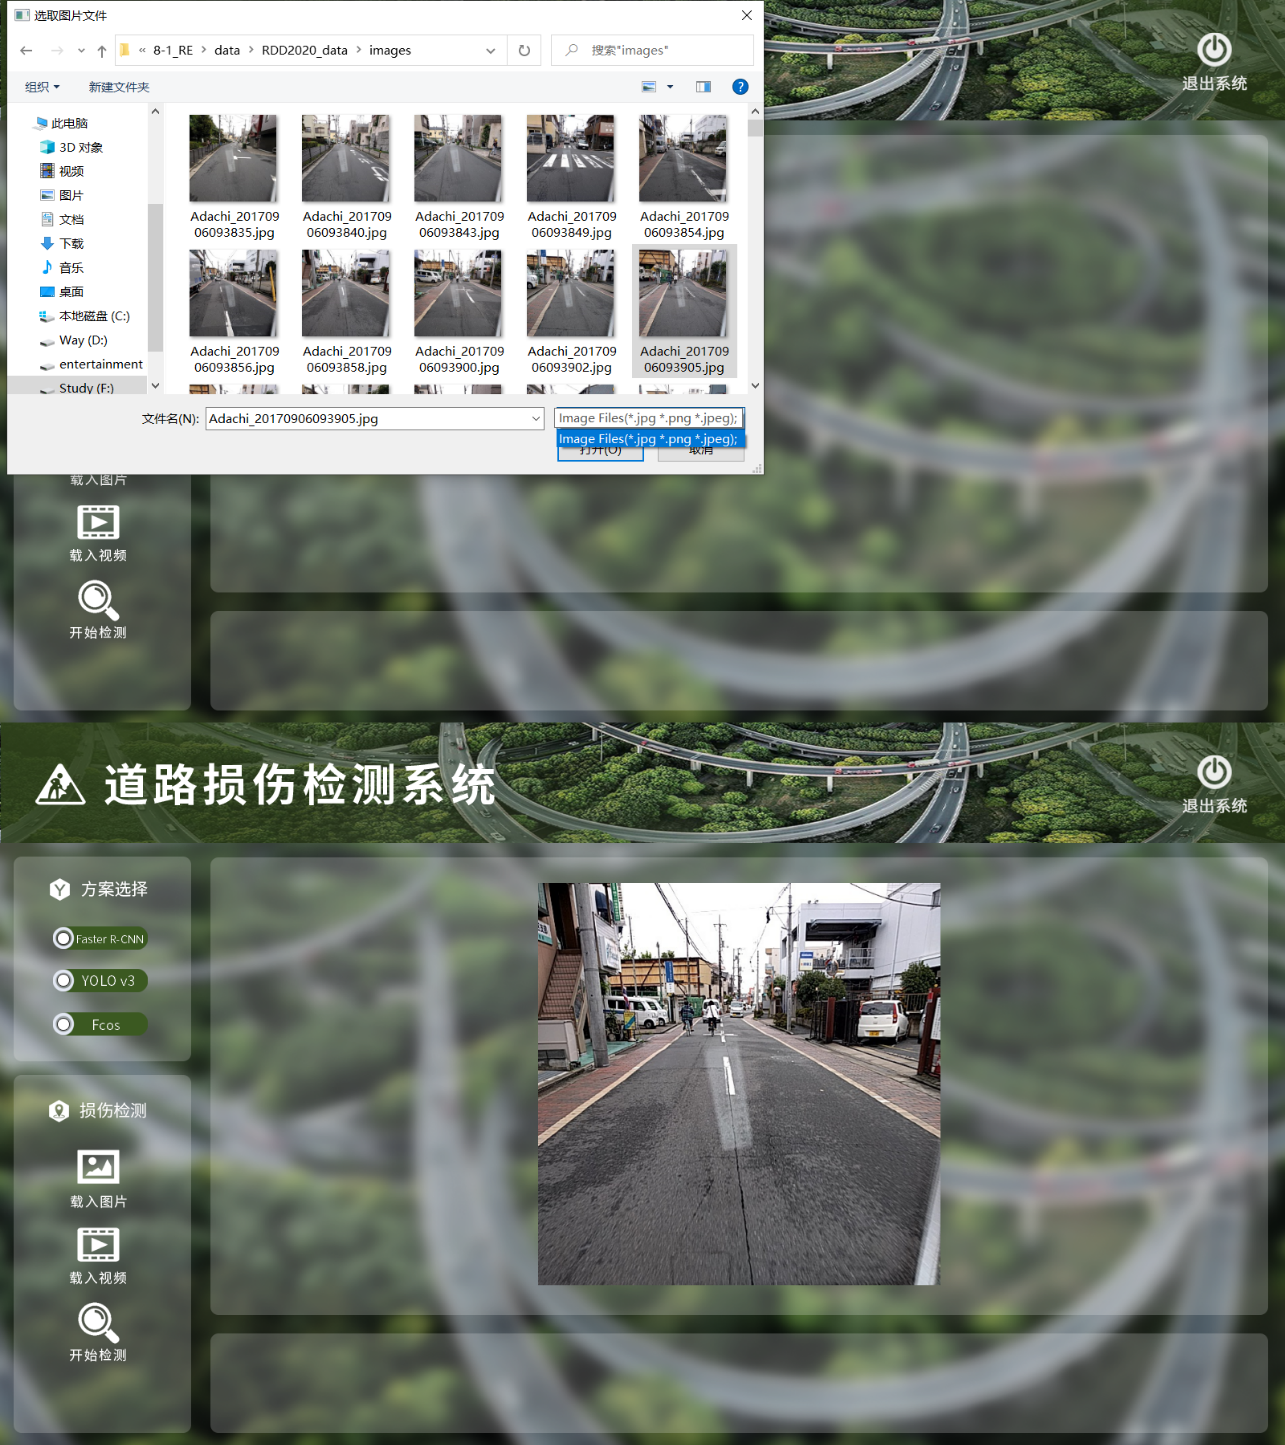 选取图片文件
« 8-1_RE > data > RDD2020_data > images
搜索"images"
组织
新建文件夹
此电脑
3D 对象
视频
图片
文档
下载
音乐
桌面
本地磁盘 (C:)
Way (D:)
entertainment
Study (F:)
Adachi_20170906093835.jpg
Adachi_20170906093840.jpg
Adachi_20170906093843.jpg
Adachi_20170906093849.jpg
Adachi_20170906093854.jpg
Adachi_20170906093856.jpg
Adachi_20170906093858.jpg
Adachi_20170906093900.jpg
Adachi_20170906093902.jpg
Adachi_20170906093905.jpg
文件名(N):
Adachi_20170906093905.jpg
Image Files(*.jpg *.png *.jpeg);
Image Files(*.jpg *.png *.jpeg);
打开(O)
取消
退出系统
载入图片
载入视频
开始检测
道路损伤检测系统
退出系统
方案选择
Faster R-CNN
YOLO v3
Fcos
损伤检测
载入图片
载入视频
开始检测